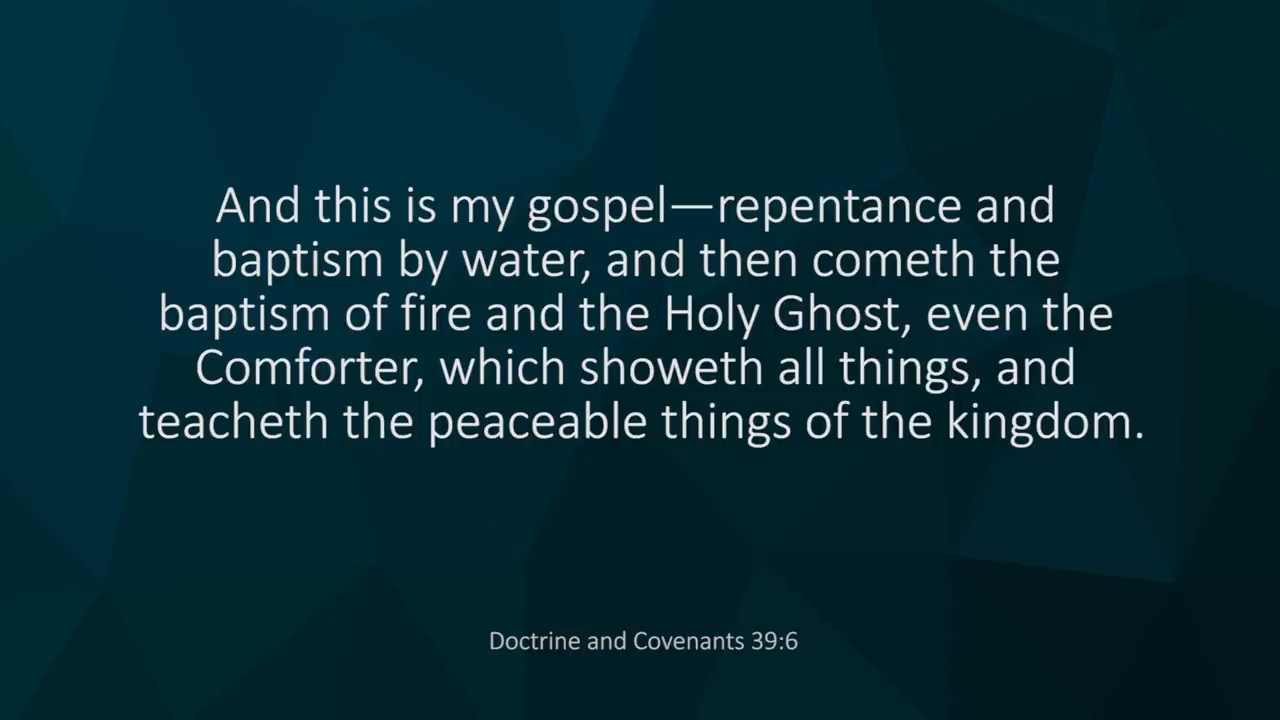 And this is my gospel—repentance and
baptism by water, and then cometh the
baptism of fire and the Holy Ghost, even the
Comforter, which showeth all things, and
teacheth the peaceable things of the kingdom.
Doctrine and Covenants 39:6